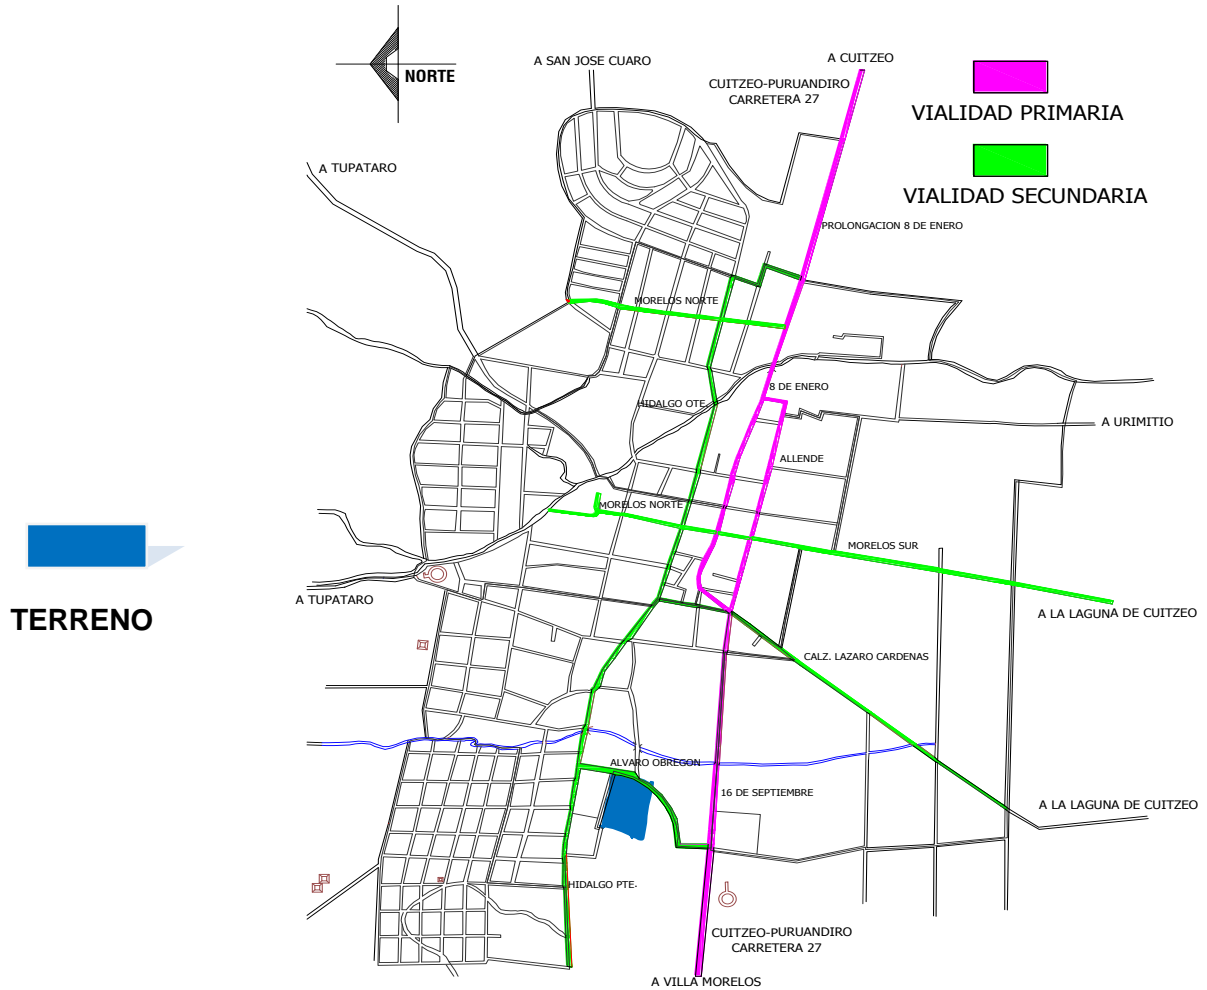 NORTE
A SAN JOSE CUARO
A CUITZEO
CUITZEO-PURUANDIRO
CARRETERA 27
VIALIDAD PRIMARIA
A TUPATARO
VIALIDAD SECUNDARIA
PROLONGACION 8 DE ENERO
MORELOS NORTE
8 DE ENERO
HIDALGO OTE.
A URIMITIO
ALLENDE
MORELOS NORTE
MORELOS SUR
A TUPATARO
A LA LAGUNA DE CUITZEO
TERRENO
CALZ. LAZARO CARDENAS
ALVARO OBREGON
16 DE SEPTIEMBRE
A LA LAGUNA DE CUITZEO
HIDALGO PTE.
CUITZEO-PURUANDIRO
CARRETERA 27
A VILLA MORELOS